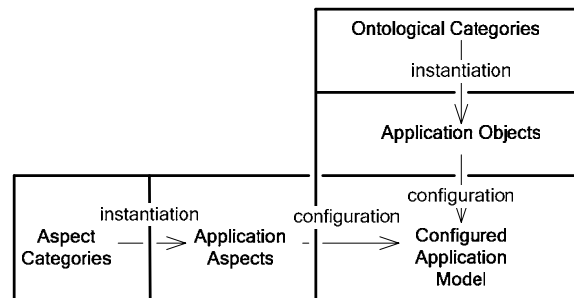 Ontological Categories
instantiation
Application Objects
configuration
instantiation
configuration
Aspect
Categories
Application
Aspects
Configured
Application
Model